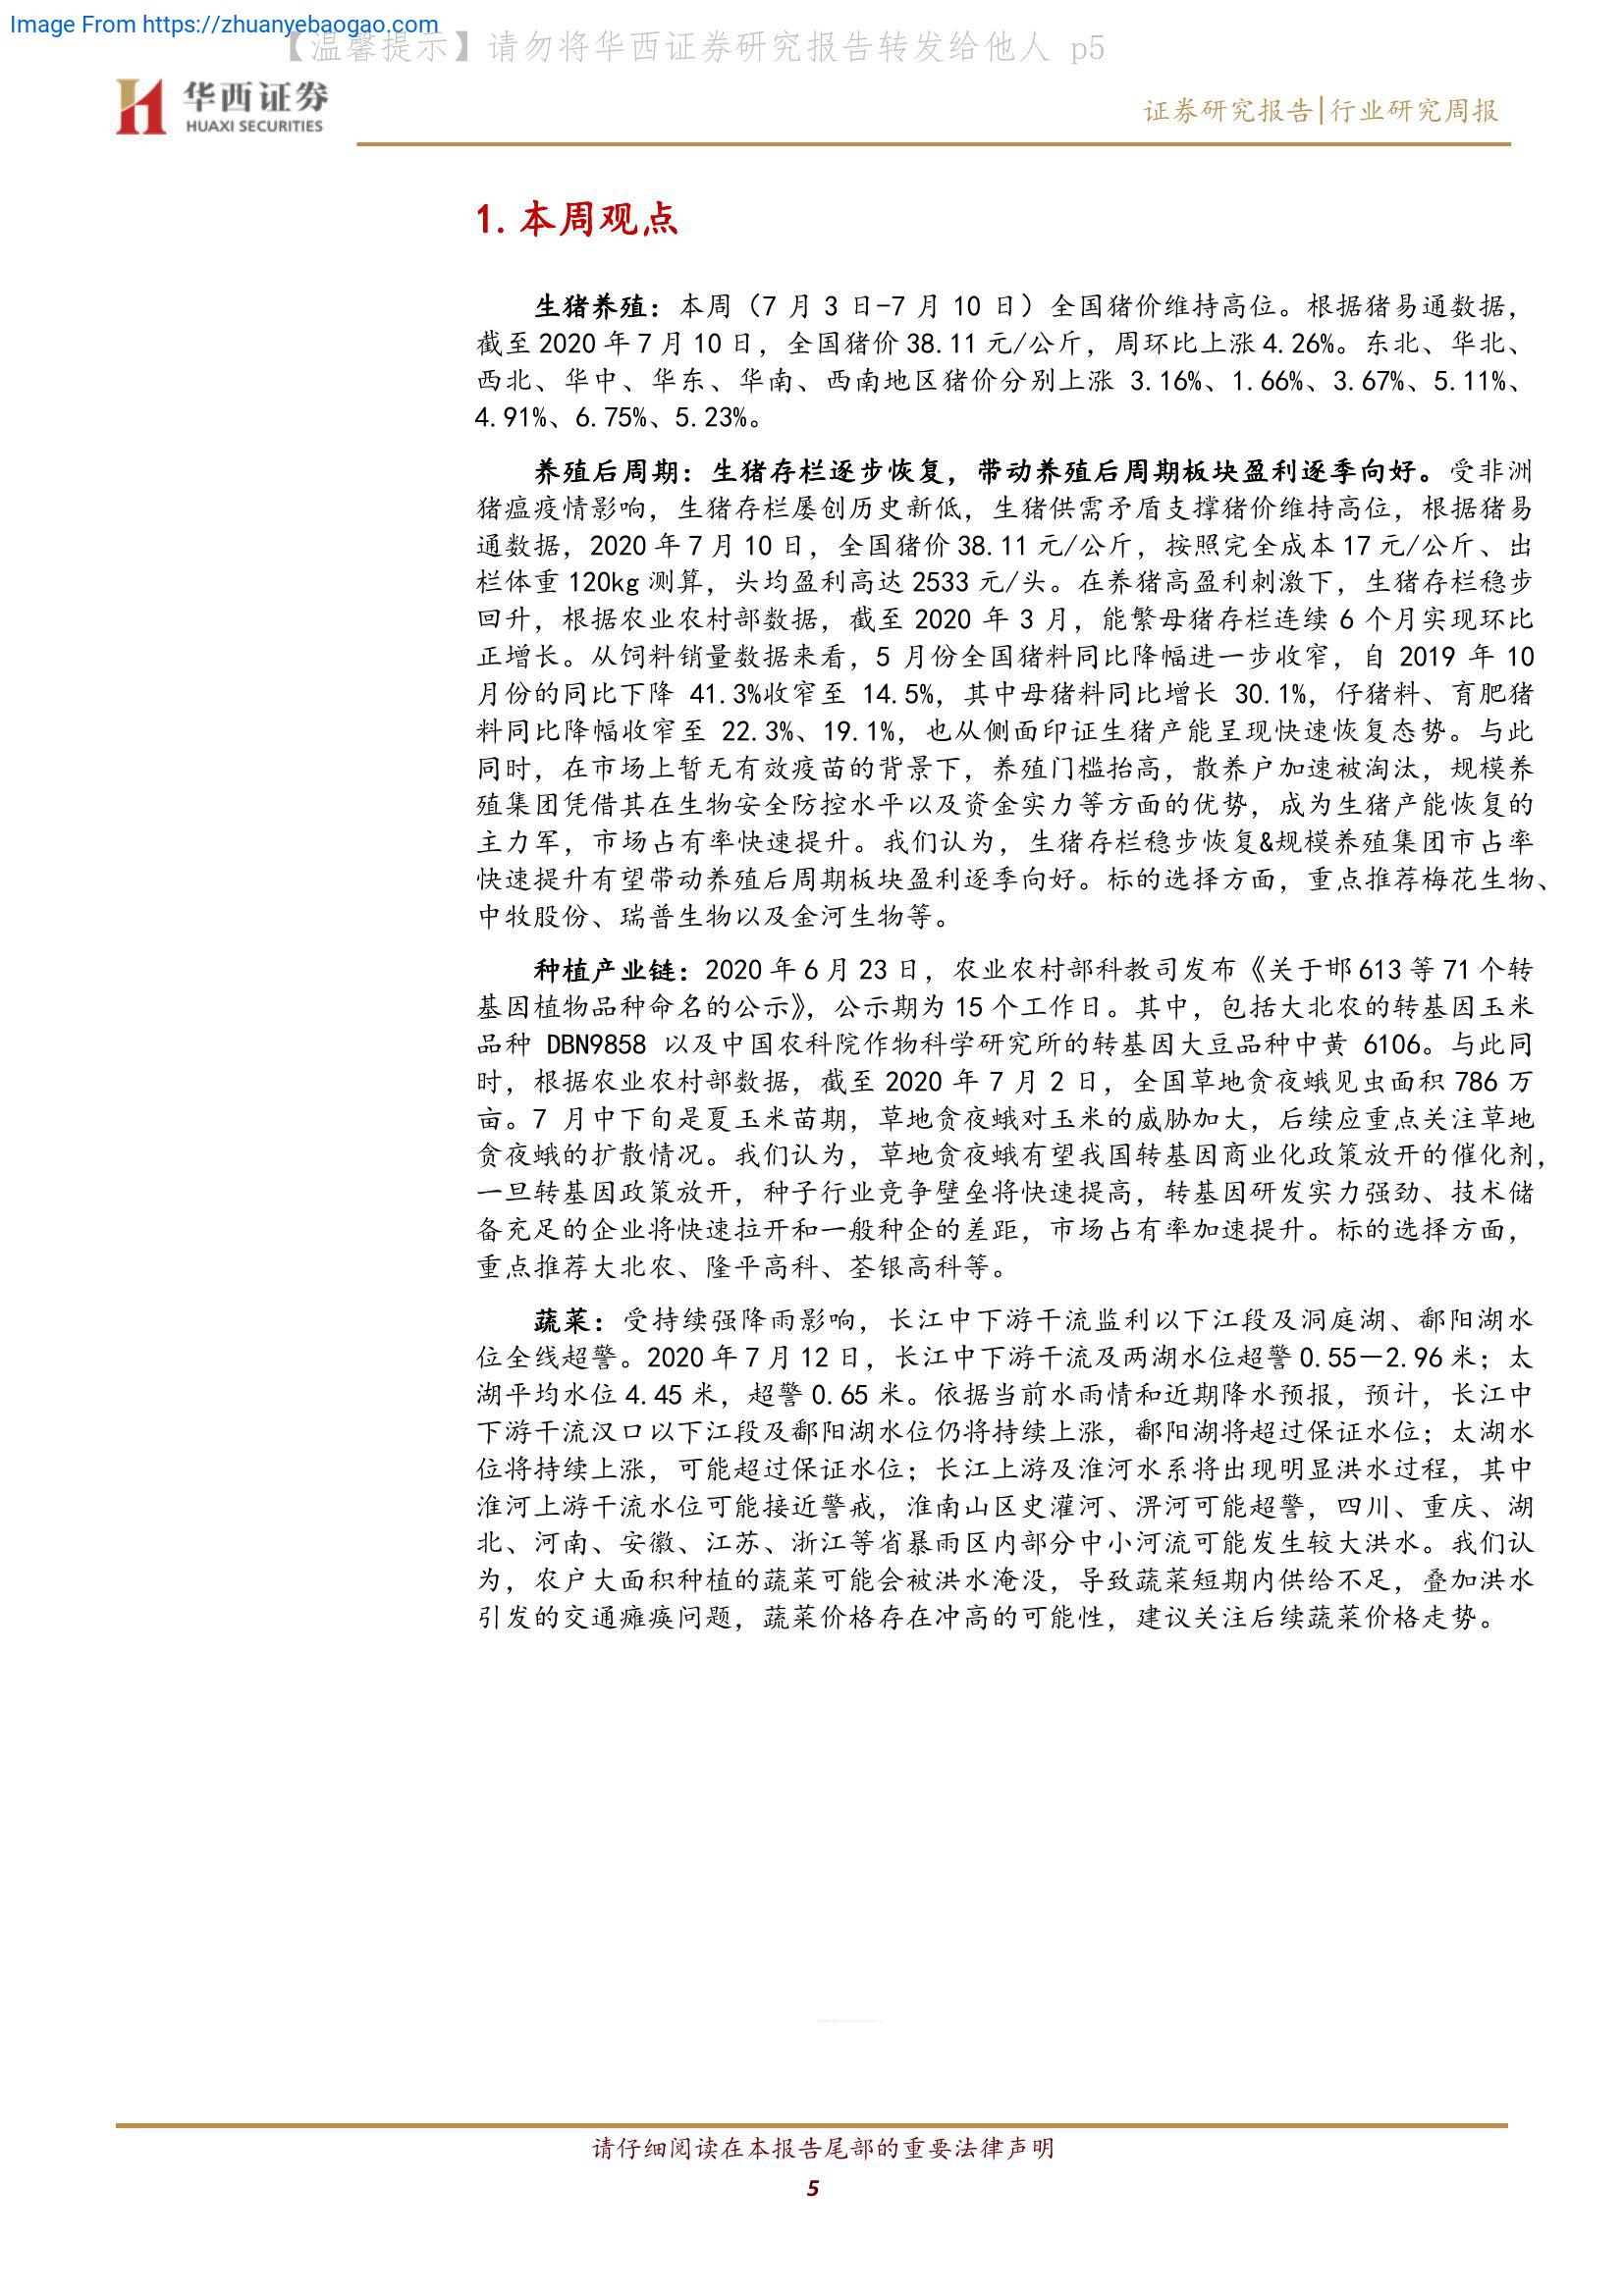 Image From https://zhuanyebaogao.com
【温馨提示】请勿将华西证券研究报告转发给他人 p5
华西证券
HUAXI SECURITIES
证券研究报告|行业研究周报
1.本周观点
生猪养殖：本周（7 月 3 日-7 月 10 日）全国猪价维持高位。根据猪易通数据，
截至 2020 年 7 月 10 日，全国猪价 38.11 元/公斤，周环比上涨 4.26%。东北、华北、
西北、华中、华东、华南、西南地区猪价分别上涨 3.16%、1.66%、3.67%、5.11%、
4.91%、6.75%、5.23%。
养殖后周期：生猪存栏逐步恢复，带动养殖后周期板块盈利逐季向好。受非洲
猪瘟疫情影响，生猪存栏屡创历史新低，生猪供需矛盾支撑猪价维持高位，根据猪易
通数据，2020 年 7 月 10 日，全国猪价 38.11 元/公斤，按照完全成本 17 元/公斤、出
栏体重 120kg 测算，头均盈利高达 2533 元/头。在养猪高盈利刺激下，生猪存栏稳步
回升，根据农业农村部数据，截至 2020 年 3 月，能繁母猪存栏连续 6 个月实现环比
正增长。从饲料销量数据来看，5 月份全国猪料同比降幅进一步收窄，自 2019 年 10
月份的同比下降 41.3%收窄至 14.5%，其中母猪料同比增长 30.1%，仔猪料、育肥猪
料同比降幅收窄至 22.3%、19.1%，也从侧面印证生猪产能呈现快速恢复态势。与此
同时，在市场上暂无有效疫苗的背景下，养殖门槛抬高，散养户加速被淘汰，规模养
殖集团凭借其在生物安全防控水平以及资金实力等方面的优势，成为生猪产能恢复的
主力军，市场占有率快速提升。我们认为，生猪存栏稳步恢复&规模养殖集团市占率
快速提升有望带动养殖后周期板块盈利逐季向好。标的选择方面，重点推荐梅花生物、
中牧股份、瑞普生物以及金河生物等。
种植产业链：2020 年 6 月 23 日，农业农村部科教司发布《关于邯 613 等 71 个转
基因植物品种命名的公示》，公示期为 15 个工作日。其中，包括大北农的转基因玉米
品种 DBN9858 以及中国农科院作物科学研究所的转基因大豆品种中黄 6106。与此同
时，根据农业农村部数据，截至 2020 年 7 月 2 日，全国草地贪夜蛾见虫面积 786 万
亩。7 月中下旬是夏玉米苗期，草地贪夜蛾对玉米的威胁加大，后续应重点关注草地
贪夜蛾的扩散情况。我们认为，草地贪夜蛾有望我国转基因商业化政策放开的催化剂，
一旦转基因政策放开，种子行业竞争壁垒将快速提高，转基因研发实力强劲、技术储
备充足的企业将快速拉开和一般种企的差距，市场占有率加速提升。标的选择方面，
重点推荐大北农、隆平高科、荃银高科等。
蔬菜：受持续强降雨影响，长江中下游干流监利以下江段及洞庭湖、鄱阳湖水
位全线超警。2020 年 7 月 12 日，长江中下游干流及两湖水位超警 0.55—2.96 米；太
湖平均水位 4.45 米，超警 0.65 米。依据当前水雨情和近期降水预报，预计，长江中
下游干流汉口以下江段及鄱阳湖水位仍将持续上涨，鄱阳湖将超过保证水位；太湖水
位将持续上涨，可能超过保证水位；长江上游及淮河水系将出现明显洪水过程，其中
淮河上游干流水位可能接近警戒，淮南山区史灌河、淠河可能超警，四川、重庆、湖
北、河南、安徽、江苏、浙江等省暴雨区内部分中小河流可能发生较大洪水。我们认
为，农户大面积种植的蔬菜可能会被洪水淹没，导致蔬菜短期内供给不足，叠加洪水
引发的交通瘫痪问题，蔬菜价格存在冲高的可能性，建议关注后续蔬菜价格走势。
请仔细阅读在本报告尾部的重要法律声明
5